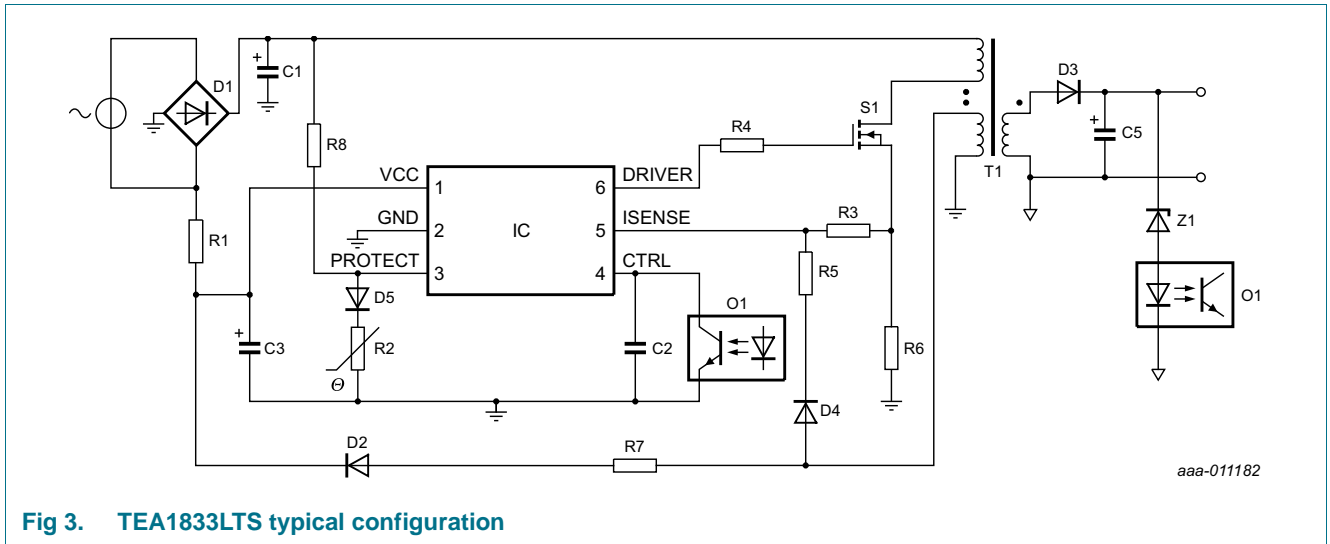 D1
C1
R8
R1
VCC
1
GND
2
PROTECT
3
IC
6
DRIVER
5
ISENSE
4
CTRL
R4
S1
R3
R5
R6
T1
D3
C5
Z1
O1
D5
R2
Θ
C3
C2
O1
D4
D2
R7
+
+
+
aaa-011182
Fig 3. TEA1833LTS typical configuration